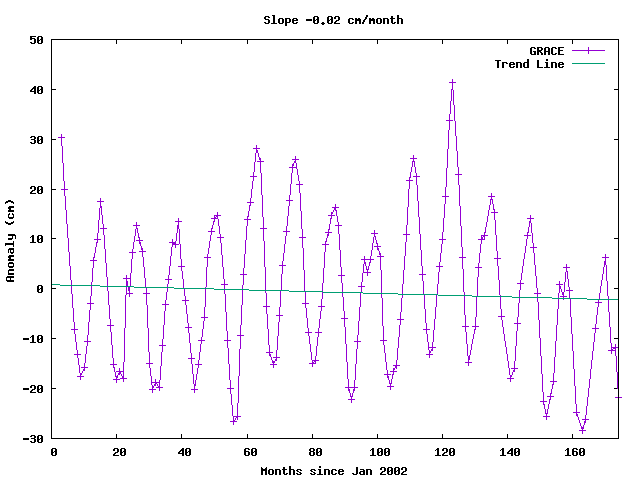 Slope -0.02 cm/month
50
GRACE
Trend Line
40
30
20
10
0
-10
-20
-30
Anomaly (cm)
0 20 40 60 80 100 120 140 160
Months since Jan 2002